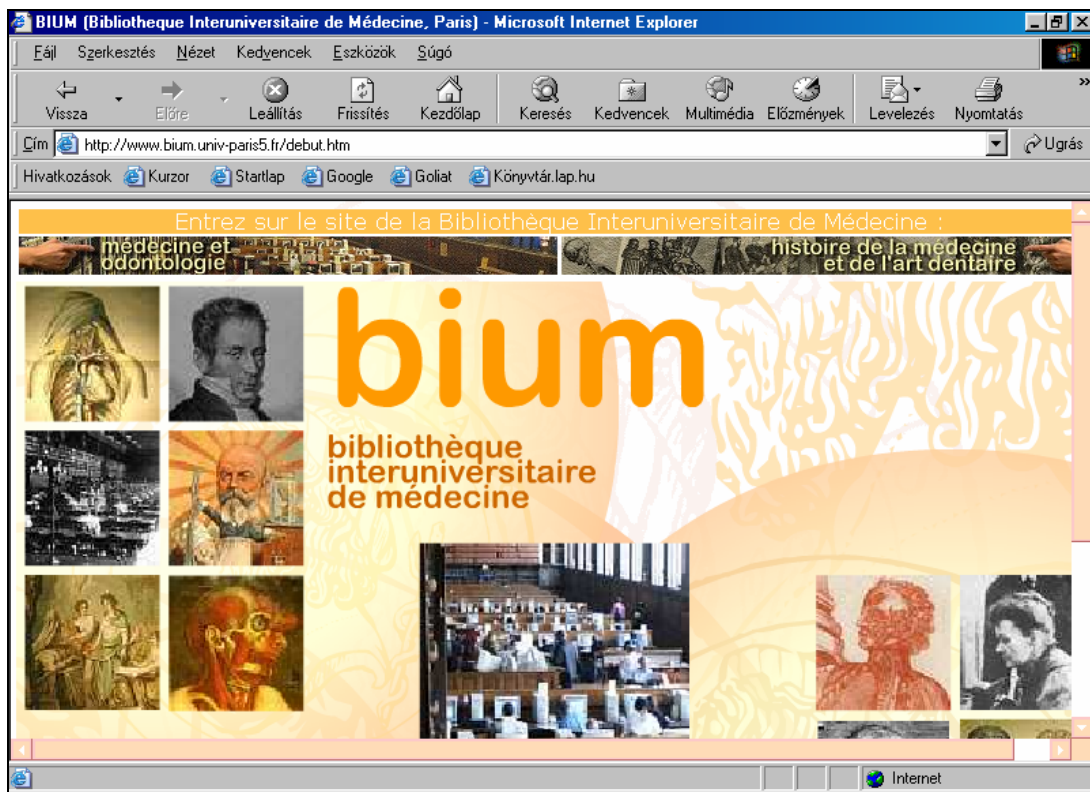 BIUM (Bibliotheque Interuniversitaire de Médecine, Paris) - Microsoft Internet Explorer
Fájl Szerkesztés Nézet Kedvencek Eszközök Súgó
Vissza Előre Leállítás Frissítés Kezdőlap Keresés Kedvencek Multimédia Előzmények Levelezés Nyomtatás »
Cím http://www.bium.univ-paris5.fr/debut.htm Ugrás
Hivatkozások Kurzor Startlap Google Goliat Könyvtár.lap.hu
Entrez sur le site de la Bibliothèque Interuniversitaire de Médecine :
médecine et
odontologie
histoire de la médecine
et de l'art dentaire
bium
bibliothèque
interuniversitaire
de médecine
Internet